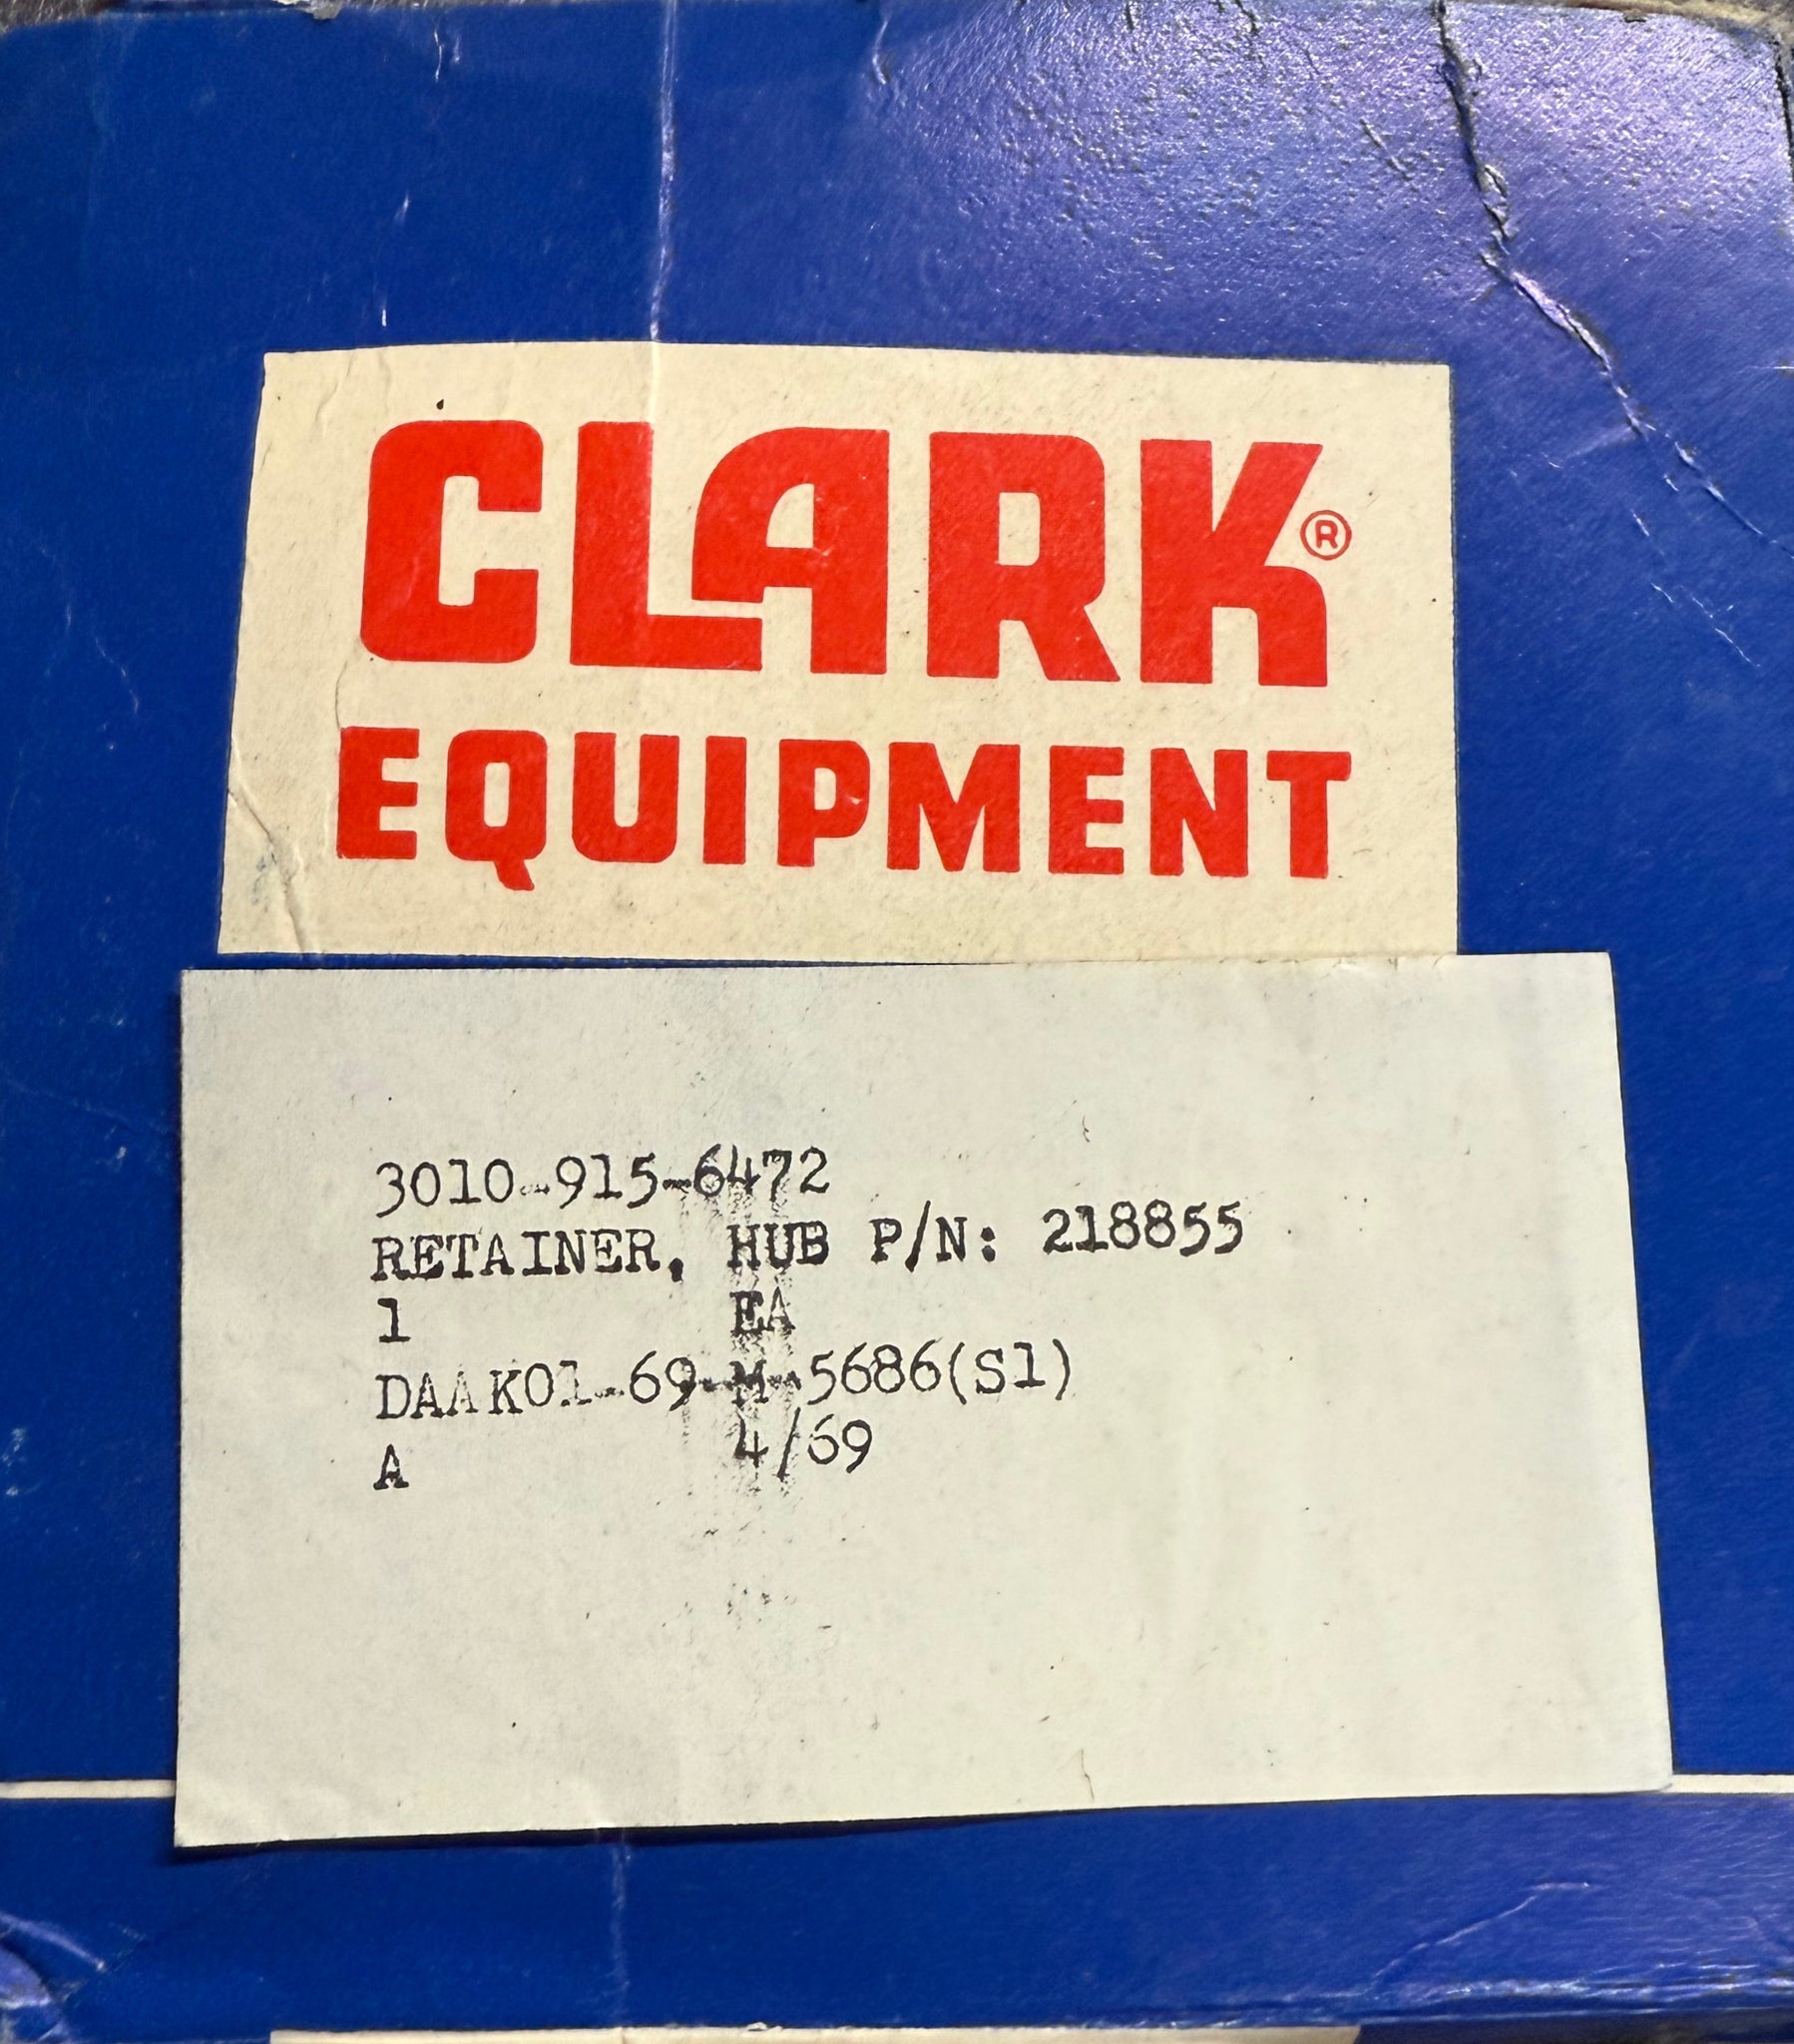 CLARK®
EQUIPMENT
3010-915-6472
RETAINER, HUB P/N: 218855
1 EA
DAAK01-69-M-5686(S1)
A 4/69